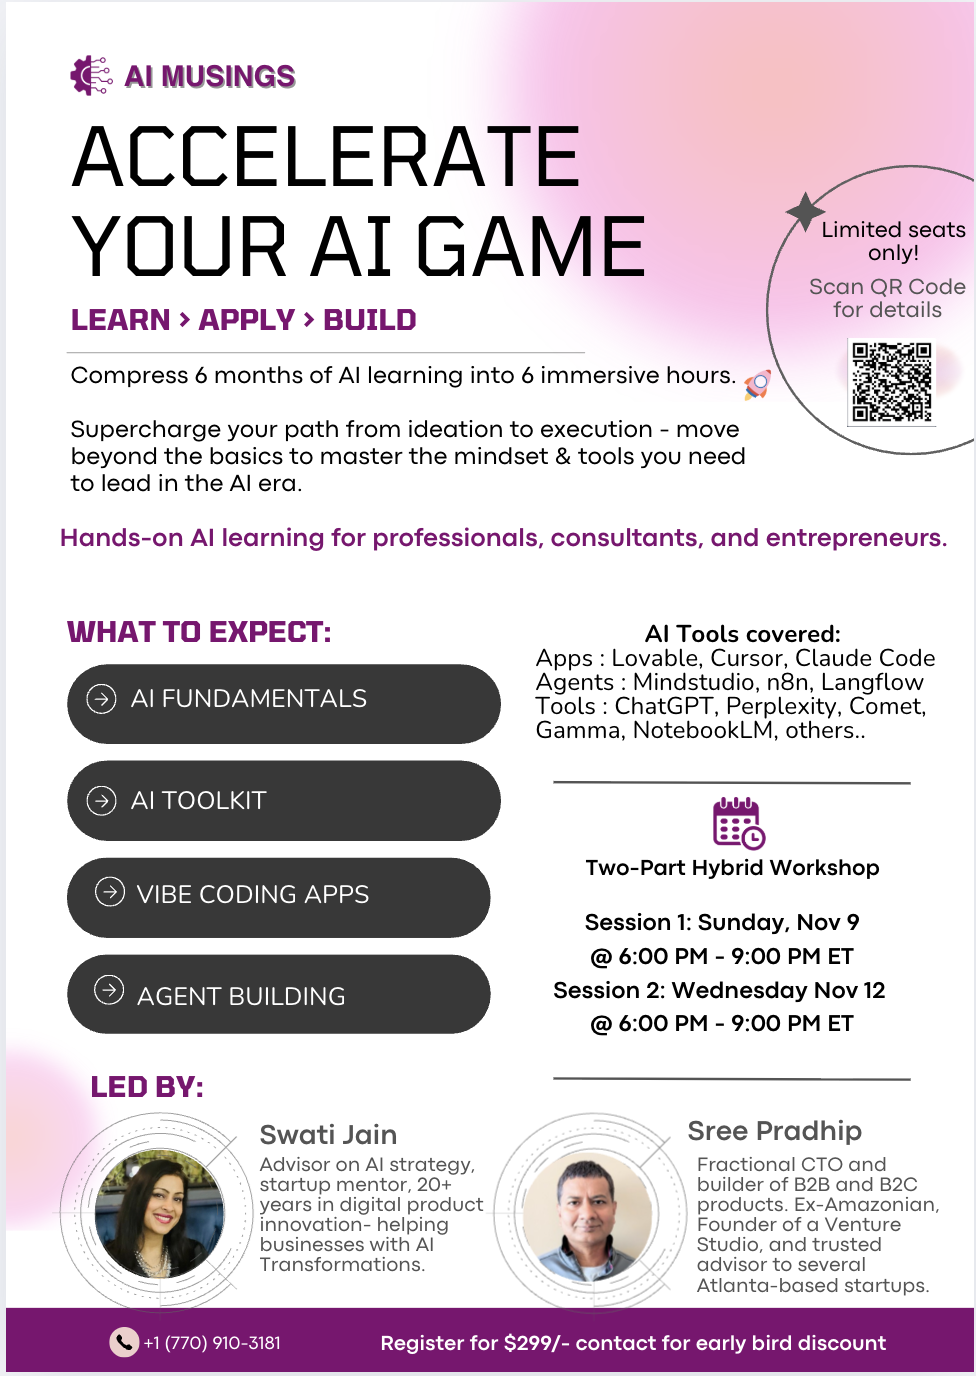 AI MUSINGS
ACCELERATE
YOUR AI GAME
LEARN > APPLY > BUILD
Limited seats
only!
Scan QR Code
for details
Compress 6 months of AI learning into 6 immersive hours.
Supercharge your path from ideation to execution - move
beyond the basics to master the mindset & tools you need
to lead in the AI era.
Hands-on AI learning for professionals, consultants, and entrepreneurs.
WHAT TO EXPECT:
AI FUNDAMENTALS
AI TOOLKIT
VIBE CODING APPS
AGENT BUILDING
AI Tools covered:
Apps : Lovable, Cursor, Claude Code
Agents : Mindstudio, n8n, Langflow
Tools : ChatGPT, Perplexity, Comet,
Gamma, NotebookLM, others..
Two-Part Hybrid Workshop
Session 1: Sunday, Nov 9
@ 6:00 PM - 9:00 PM ET
Session 2: Wednesday Nov 12
@ 6:00 PM - 9:00 PM ET
LED BY:
Swati Jain
Advisor on AI strategy,
startup mentor, 20+
years in digital product
innovation- helping
businesses with AI
Transformations.
Sree Pradhip
Fractional CTO and
builder of B2B and B2C
products. Ex-Amazonian,
Founder of a Venture
Studio, and trusted
advisor to several
Atlanta-based startups.
+1 (770) 910-3181
Register for $299/- contact for early bird discount